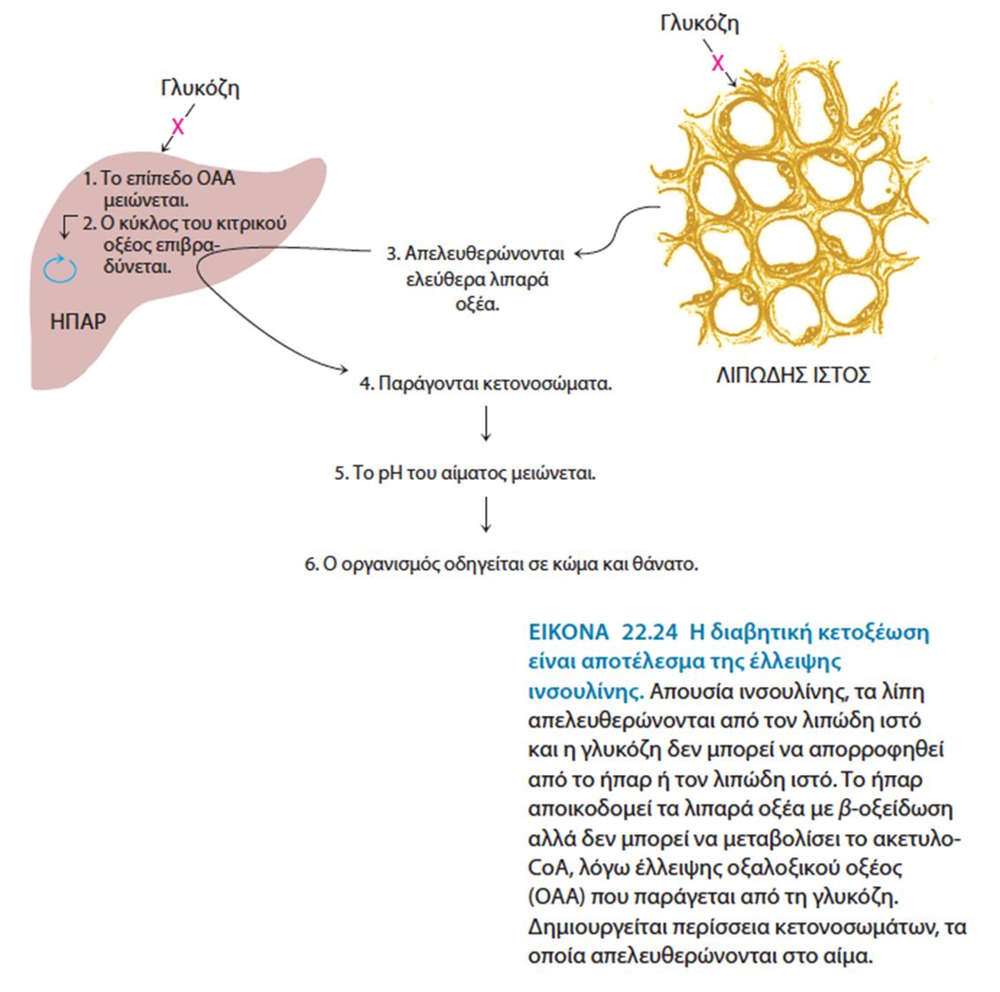 Γλυκόζη
X
Γλυκόζη
X
1. Το επίπεδο ΟΑΑ
μειώνεται.
2. Ο κύκλος του κιτρικού
οξέος επιβρα-
δύνεται.
ΗΠΑΡ
3. Απελευθερώνονται
ελεύθερα λιπαρά
οξέα.
ΛΙΠΩΔΗΣ ΙΣΤΟΣ
4. Παράγονται κετονοσώματα.
5. Το pH του αίματος μειώνεται.
6. Ο οργανισμός οδηγείται σε κώμα και θάνατο.
ΕΙΚΟΝΑ 22.24 Η διαβητική κετοξέωση
είναι αποτέλεσμα της έλλειψης
ινσουλίνης. Απουσία ινσουλίνης, τα λίπη
απελευθερώνονται από τον λιπώδη ιστό
και η γλυκόζη δεν μπορεί να απορροφηθεί
από το ήπαρ ή τον λιπώδη ιστό. Το ήπαρ
αποικοδομεί τα λιπαρά οξέα με β-οξείδωση
αλλά δεν μπορεί να μεταβολίσει το ακετυλο-
CoA, λόγω έλλειψης οξαλοξικού οξέος
(ΟΑΑ) που παράγεται από τη γλυκόζη.
Δημιουργείται περίσσεια κετονοσωμάτων, τα
οποία απελευθερώνονται στο αίμα.